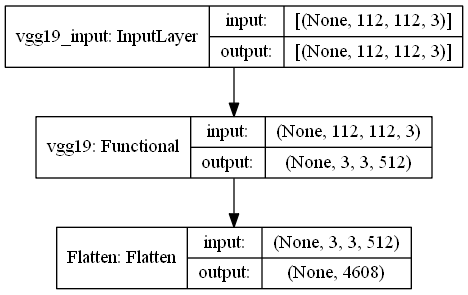 vgg19_input: InputLayer
input: [(None, 112, 112, 3)]
output: [(None, 112, 112, 3)]
vgg19: Functional
input: (None, 112, 112, 3)
output: (None, 3, 3, 512)
Flatten: Flatten
input: (None, 3, 3, 512)
output: (None, 4608)